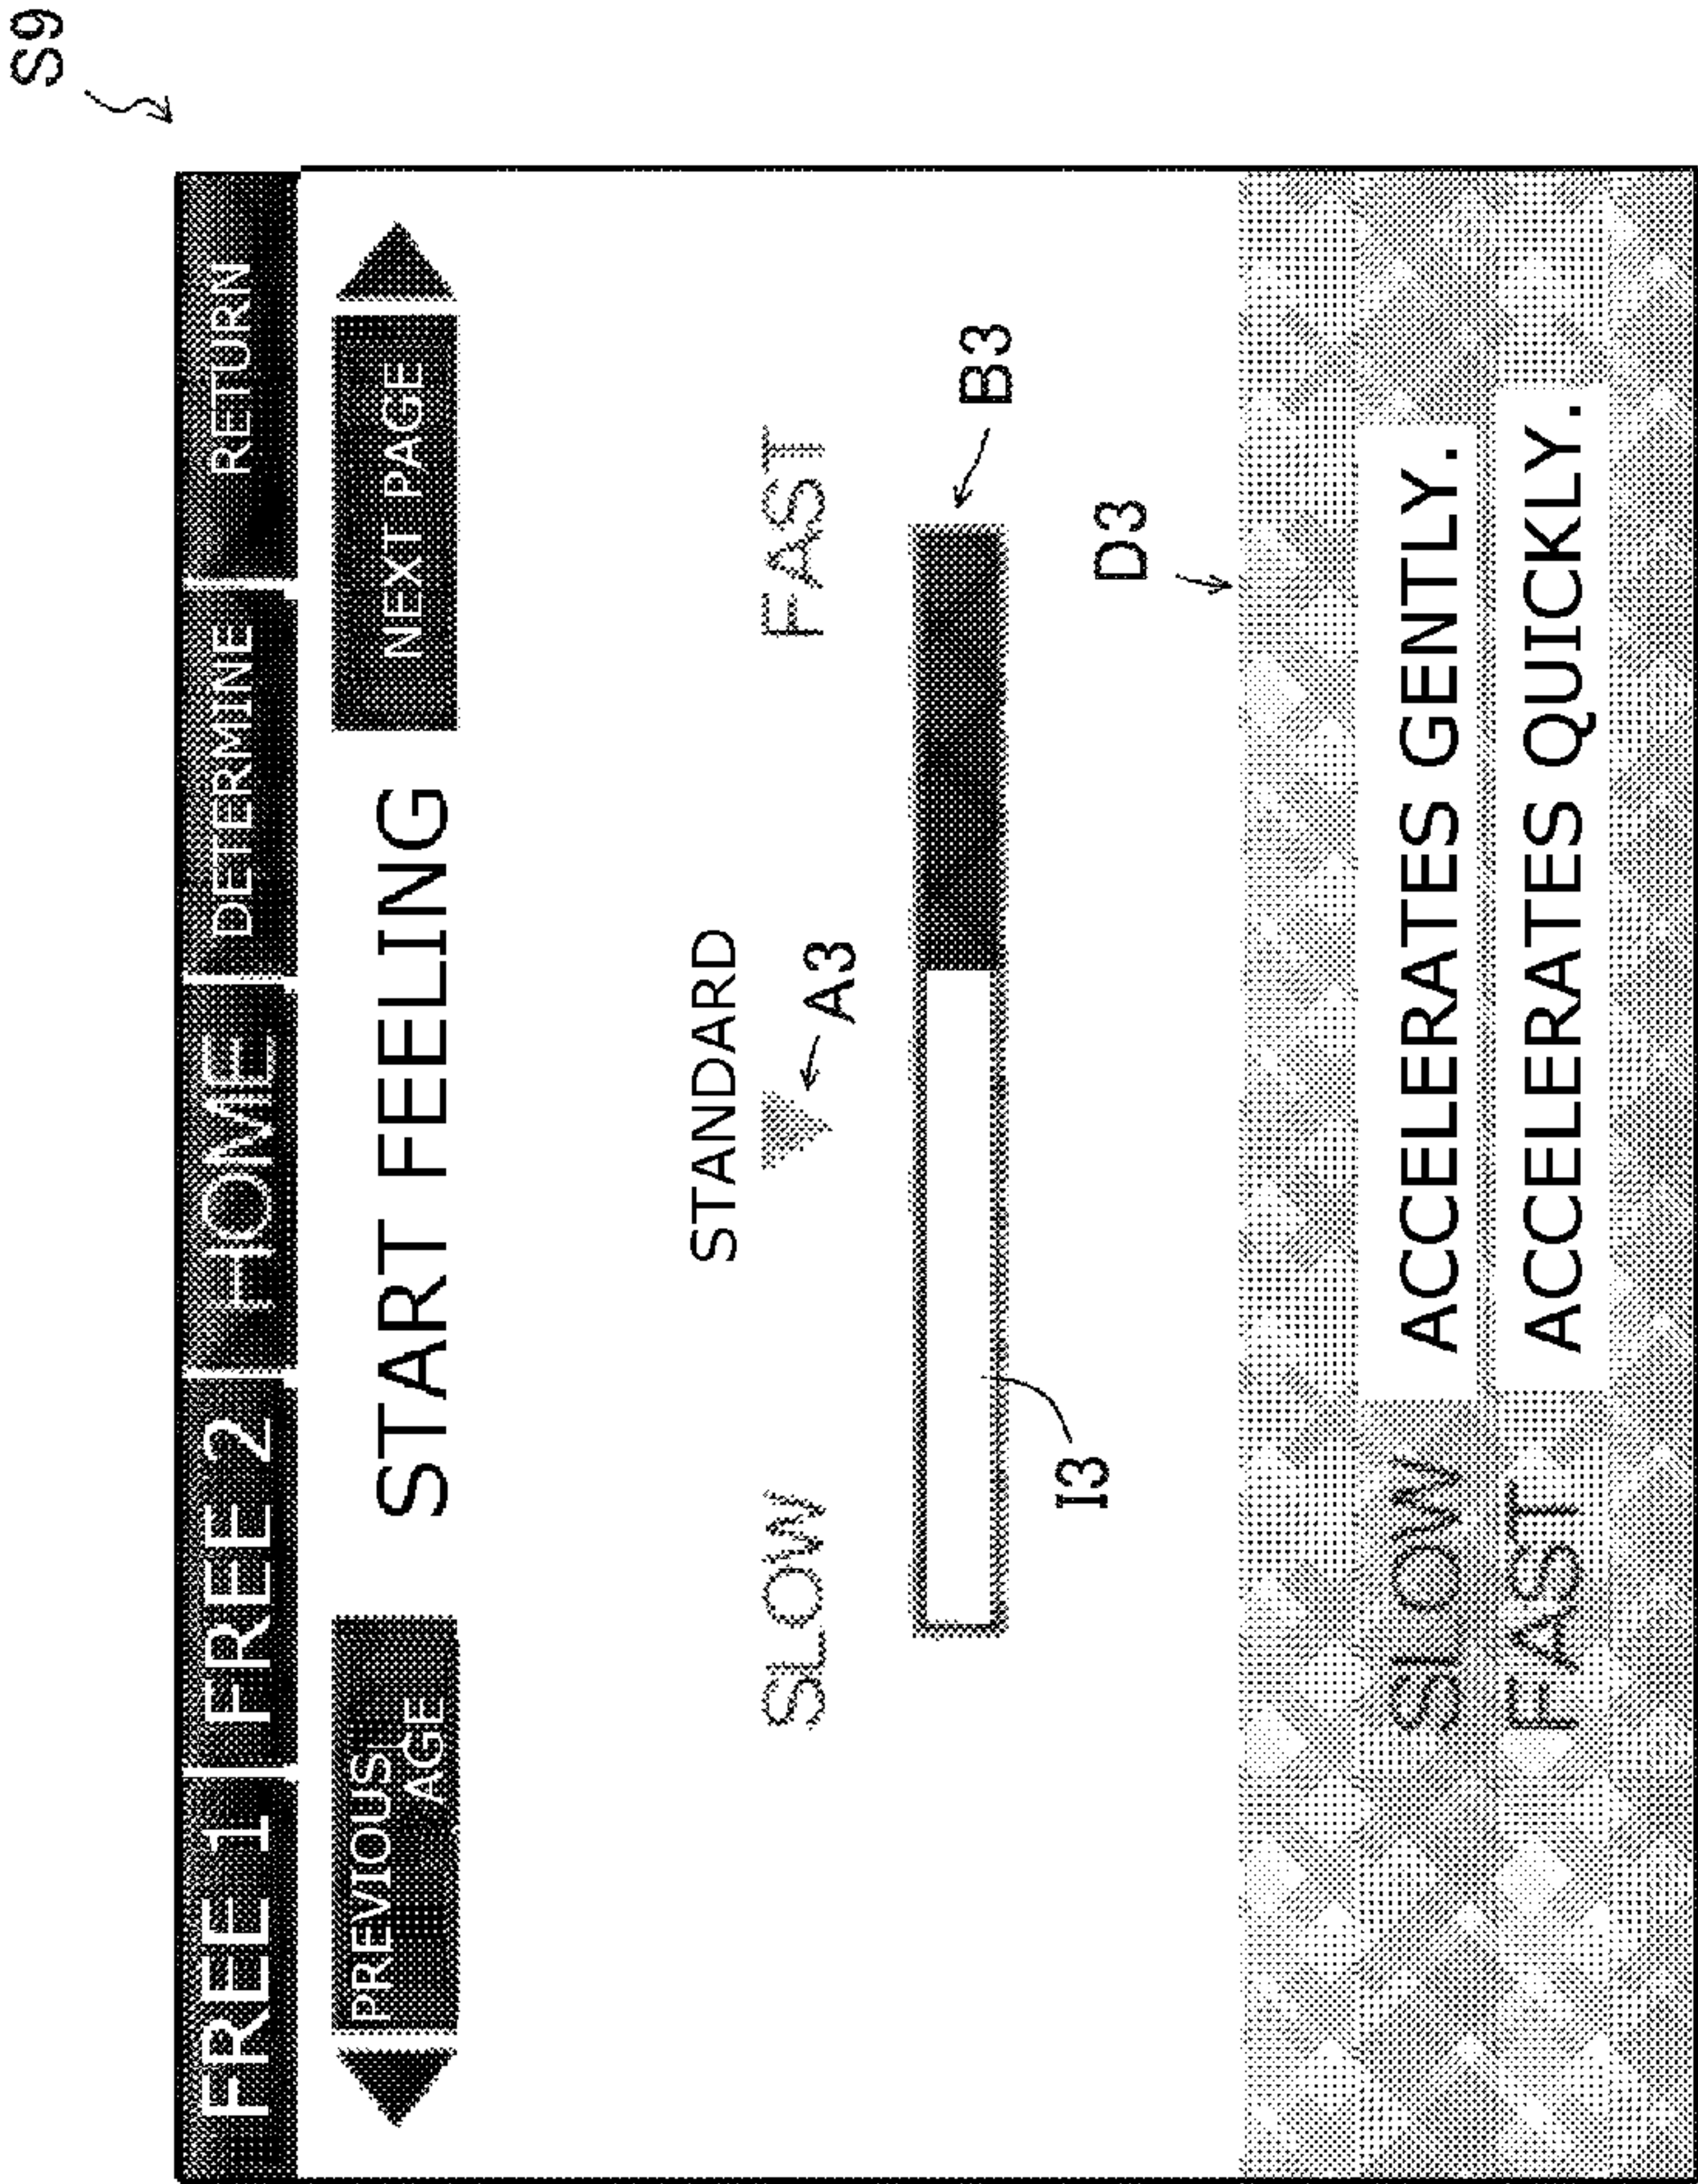 S9
FREE 1 FREE 2 HOME DETERMINE RETURN
PREVIOUS
AGE
START FEELING
NEXT PAGE
STANDARD
SLOW
A3
FAST
B3
I3
D3
SLOW ACCELERATES GENTLY.
FAST ACCELERATES QUICKLY.